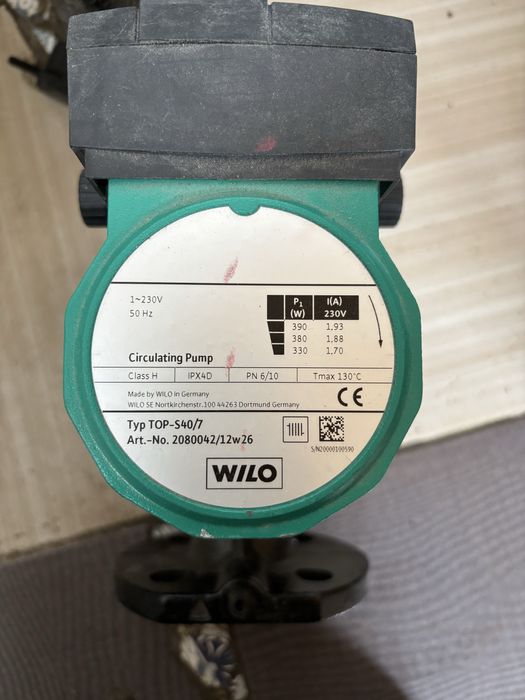 1~230V
50 Hz
P1 (W) I(A) 230V
390 1,93
380 1,88
330 1,70
Circulating Pump
Class H IPX4D PN 6/10 Tmax 130°C
Made by WILO in Germany
WILO SE Nortkirchenstr.100 44263 Dortmund Germany
CE
Typ TOP-S40/7
Art.-No. 2080042/12w26
S/N20000100590
WILO